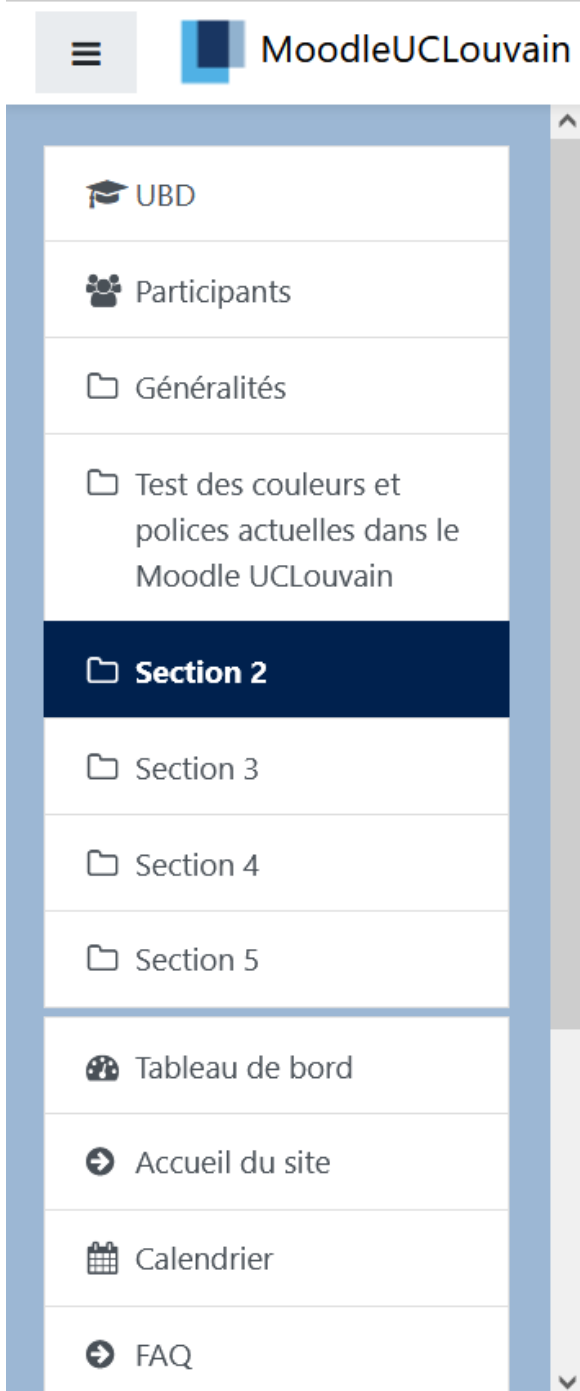 MoodleUCLouvain
UBD
Participants
Généralités
Test des couleurs et
polices actuelles dans le
Moodle UCLouvain
Section 2
Section 3
Section 4
Section 5
Tableau de bord
Accueil du site
Calendrier
FAQ